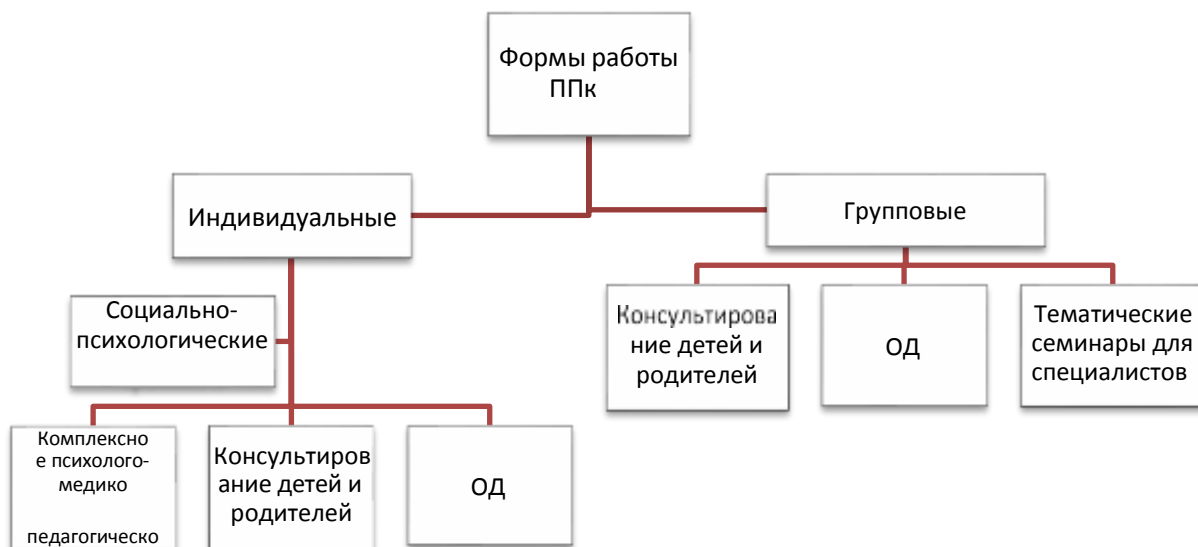 Формы работы
ППк
Индивидуальные
Групповые
Социально-
психологические
Консультирова
ние детей и
родителей
ОД
Тематические
семинары для
специалистов
Комплексно
е психолого-
медико
педагогическо
Консультиров
ание детей и
родителей
ОД